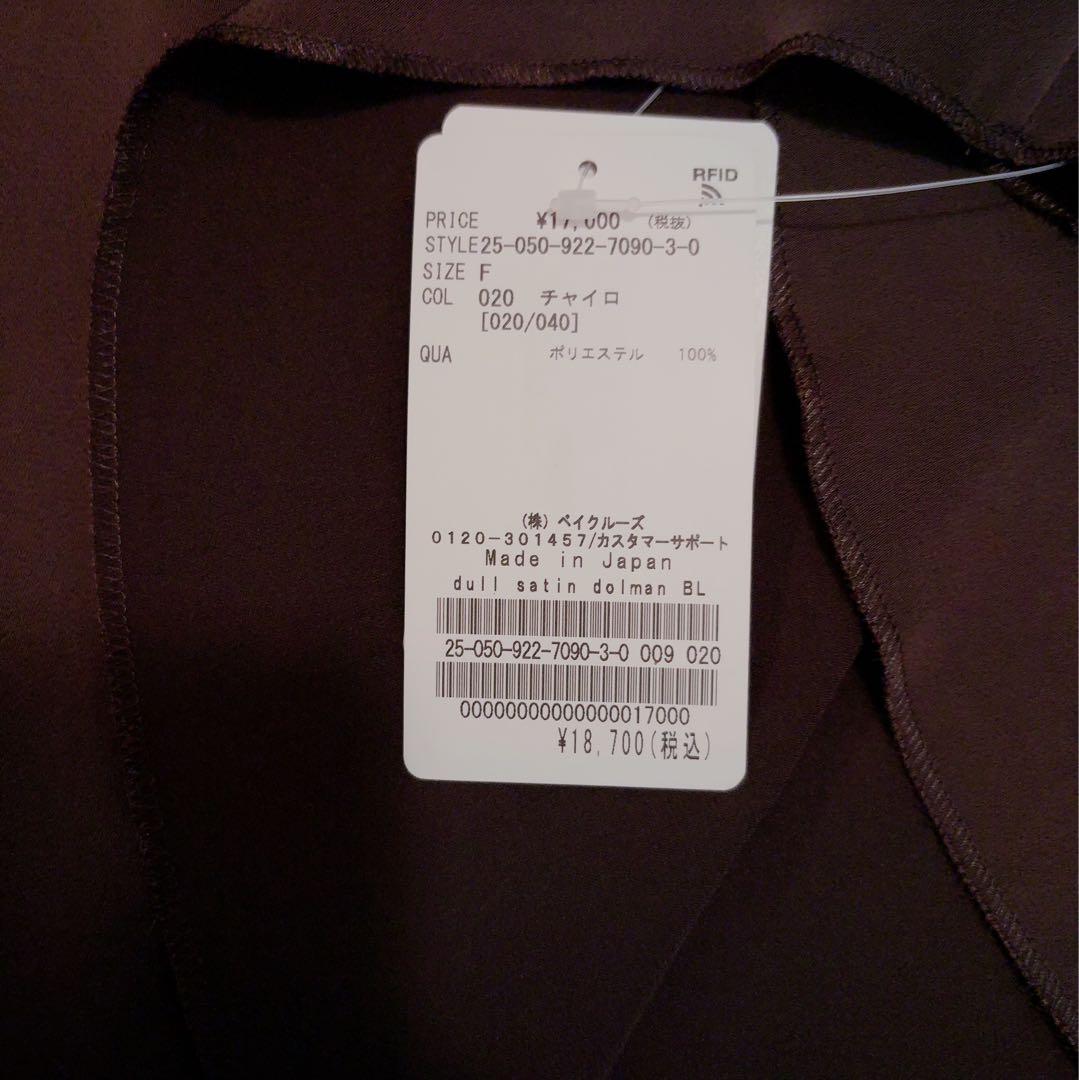 RFID
PRICE ¥17,000 (税抜)
STYLE 25-050-922-7090-3-0
SIZE F
COL 020 チャイロ
[020/040]
QUA ポリエステル 100%
(株) ベイクルーズ
0120-301457/カスタマーサポート
Made in Japan
dull satin dolman BL
25-050-922-7090-3-0 009 020
00000000000000017000
¥18,700(税込)